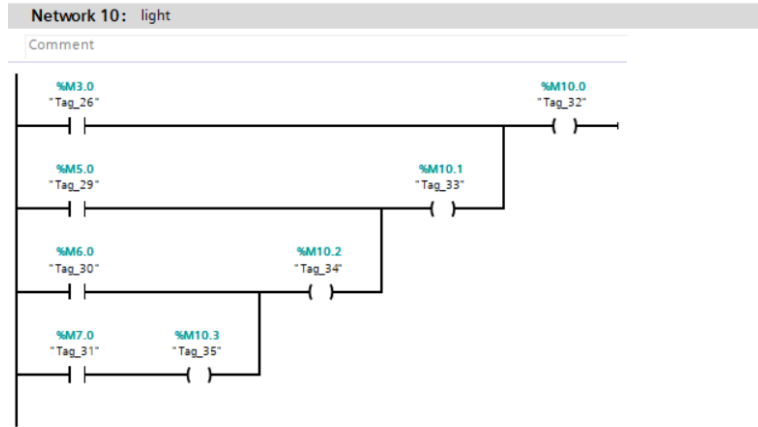 Network 10: light
Comment
%M3.0
"Tag_26"
%M10.0
"Tag_32"
%M5.0
"Tag_29"
%M10.1
"Tag_33"
%M6.0
"Tag_30"
%M10.2
"Tag_34"
%M7.0
"Tag_31"
%M10.3
"Tag_35"